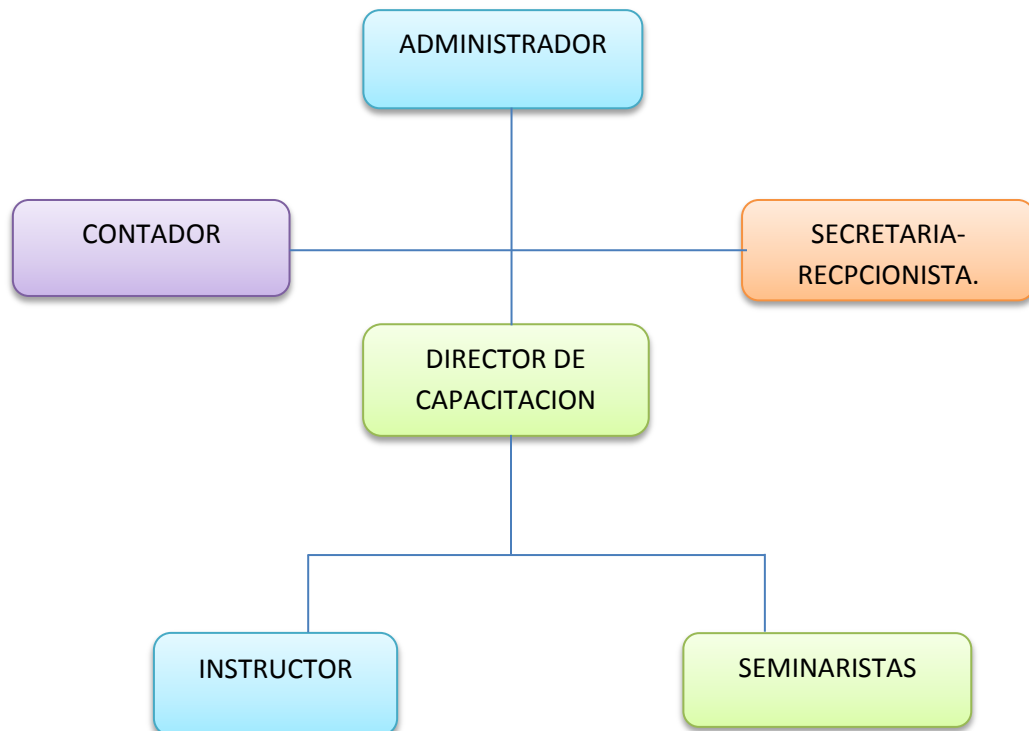 ADMINISTRADOR
CONTADOR
SECRETARIA-
RECPCIONISTA.
DIRECTOR DE
CAPACITACION
INSTRUCTOR
SEMINARISTAS